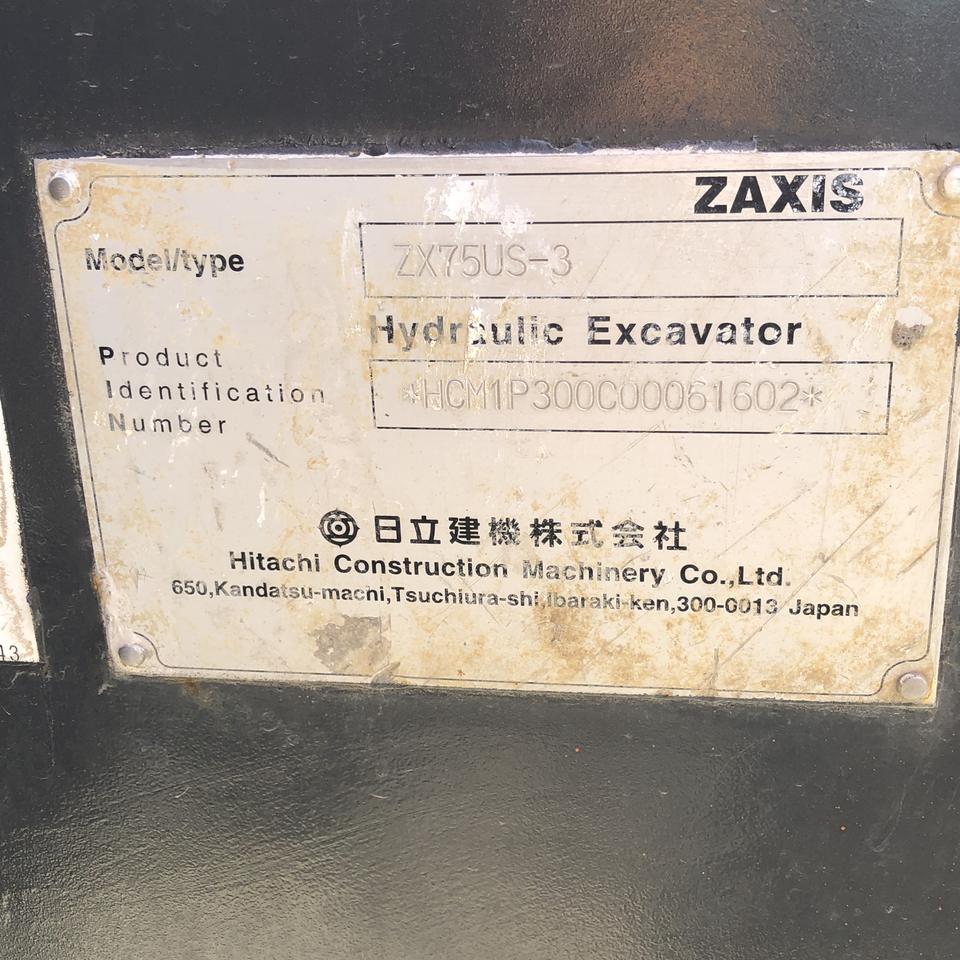 ZAXIS
Model/type
ZX75US-3
Hydraulic Excavator
Product
Identification
Number
*HCM1P300C00061602*
日立建機株式会社
Hitachi Construction Machinery Co.,Ltd.
650,Kandatsu-machi,Tsuchiura-shi,Ibaraki-ken,300-0013 Japan
43